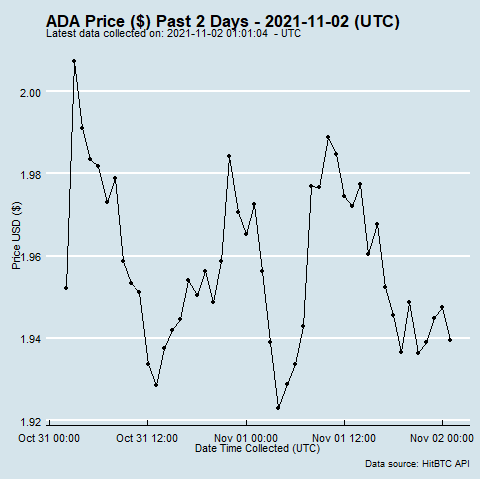 ADA Price ($) Past 2 Days - 2021-11-02 (UTC)
Latest data collected on: 2021-11-02 01:01:04 - UTC
Price USD ($)
2.00
1.98
1.96
1.94
1.92
Oct 31 00:00 Oct 31 12:00 Nov 01 00:00 Nov 01 12:00 Nov 02 00:00
Date Time Collected (UTC)
Data source: HitBTC API